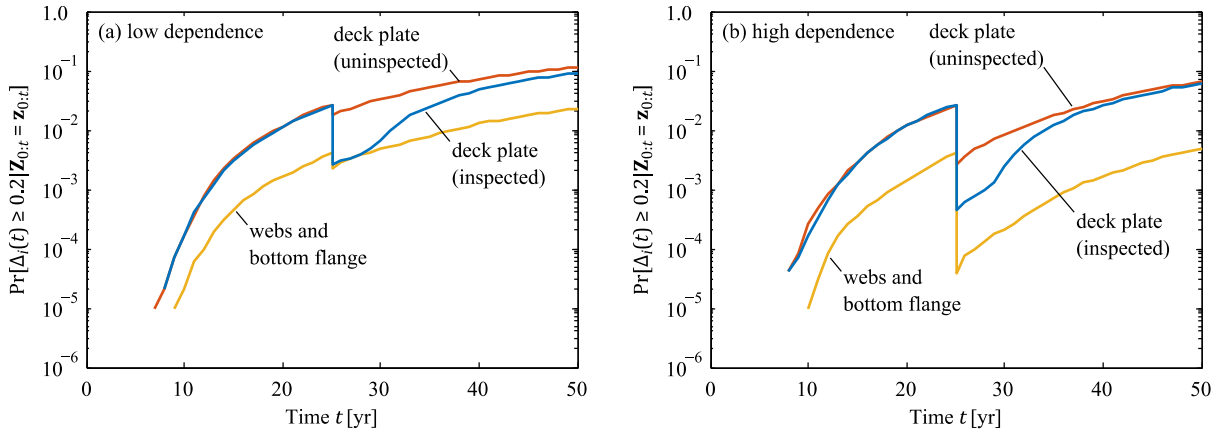 (a) low dependence
deck plate
(uninspected)
deck plate
(inspected)
webs and
bottom flange
1.0
10⁻¹
10⁻²
10⁻³
10⁻⁴
10⁻⁵
10⁻⁶
Pr[Δᵢ(t) ≥ 0.2|Z₀:ₜ = z₀:ₜ]
0 10 20 30 40 50
Time t [yr]
(b) high dependence
deck plate
(uninspected)
deck plate
(inspected)
webs and
bottom flange
1.0
10⁻¹
10⁻²
10⁻³
10⁻⁴
10⁻⁵
10⁻⁶
Pr[Δᵢ(t) ≥ 0.2|Z₀:ₜ = z₀:ₜ]
0 10 20 30 40 50
Time t [yr]